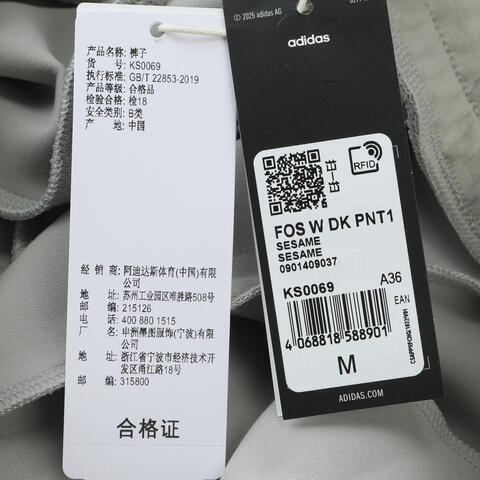 产品名称: 裤子
货 号: KS0069
执行标准: GB/T 22853-2019
产品等级: 合格品
检验合格: 检18
安全类别: B类
产 地: 中国
经 销 商: 阿迪达斯体育(中国)有限
公司
地 址: 苏州工业园区唯胜路508号
邮 编: 215126
电 话: 400 880 1515
厂 名: 申洲墨图服饰(宁波)有限
公司
地 址: 浙江省宁波市经济技术开
发区甬江路18号
邮 编: 315800
合格证
© 2025 adidas AG
adidas
RFID
FOS W DK PNT1
SESAME
SESAME
0901409037
KS0069
A36
EAN
4 068818 588901
M
ADIDAS.COM